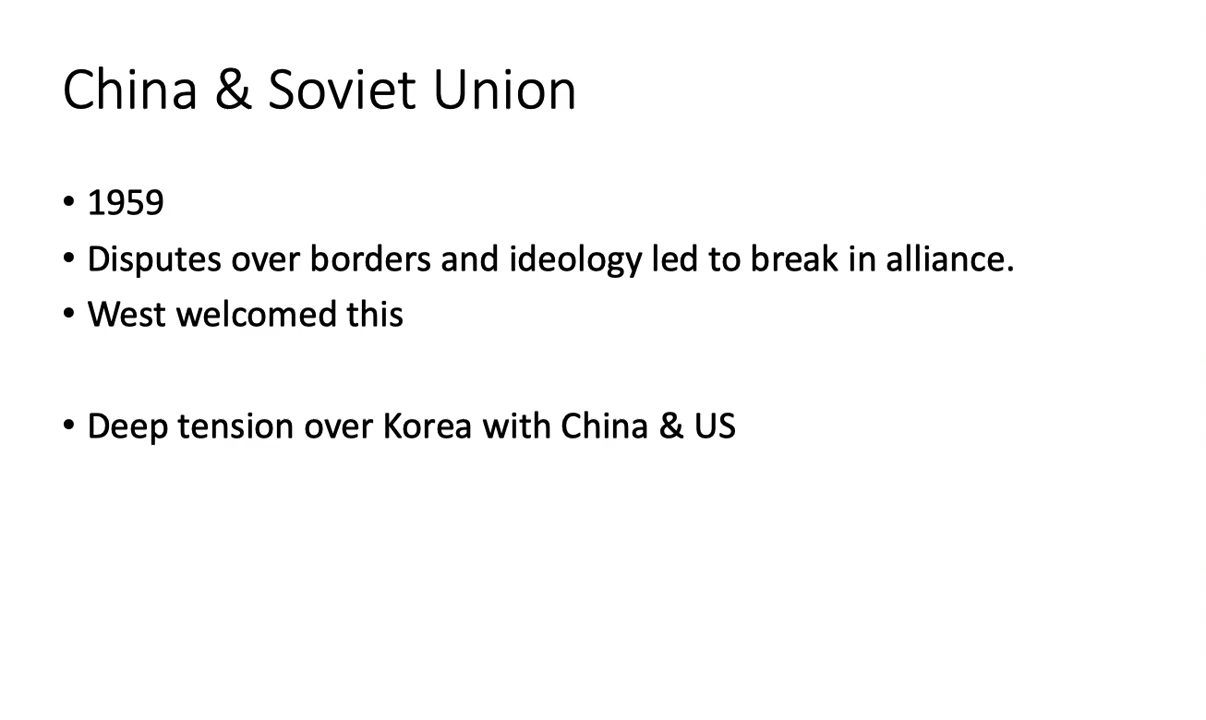 China & Soviet Union
• 1959
• Disputes over borders and ideology led to break in alliance.
• West welcomed this
• Deep tension over Korea with China & US